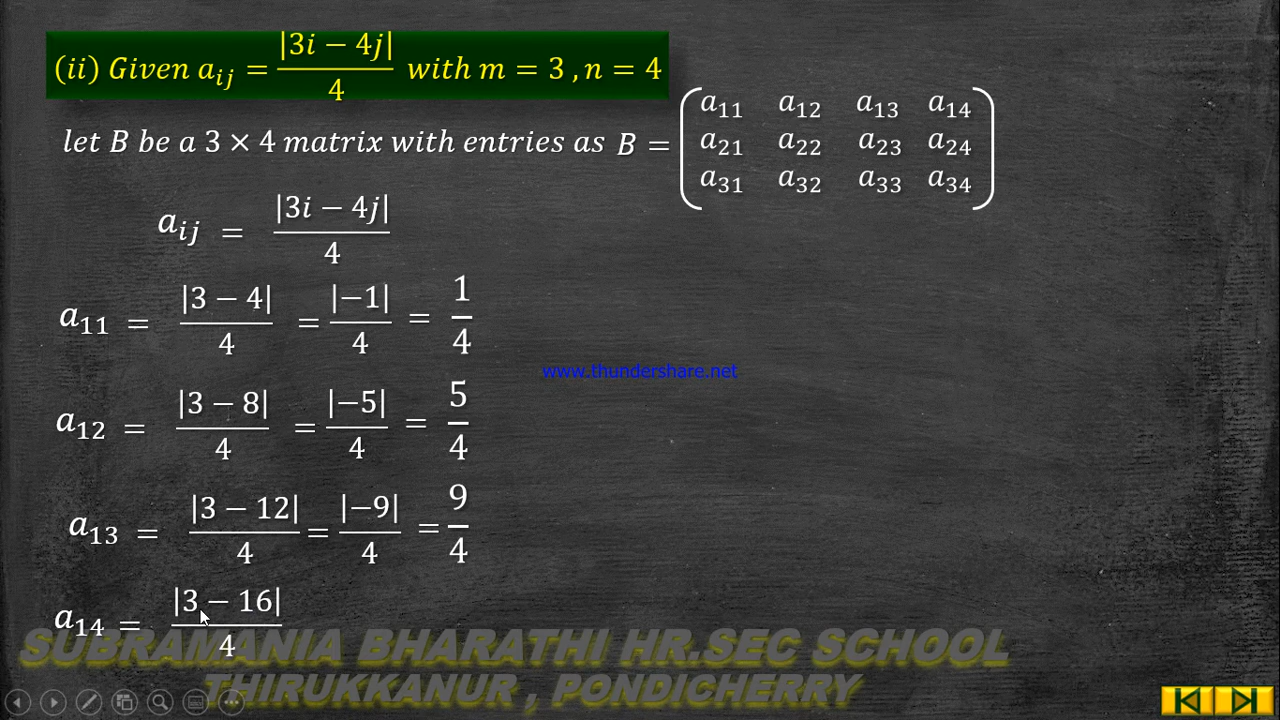 (ii) Given a_ij = |3i − 4j| / 4 with m = 3 , n = 4
let B be a 3 × 4 matrix with entries as B = ( a11 a12 a13 a14
a21 a22 a23 a24
a31 a32 a33 a34 )
a_ij = |3i − 4j| / 4
a11 = |3 − 4| / 4 = |−1| / 4 = 1 / 4
www.thundershare.net
a12 = |3 − 8| / 4 = |−5| / 4 = 5 / 4
a13 = |3 − 12| / 4 = |−9| / 4 = 9 / 4
a14 = |3 − 16| / 4
SUBRAMANIA BHARATHI HR.SEC SCHOOL
THIRUKKANUR , PONDICHERRY